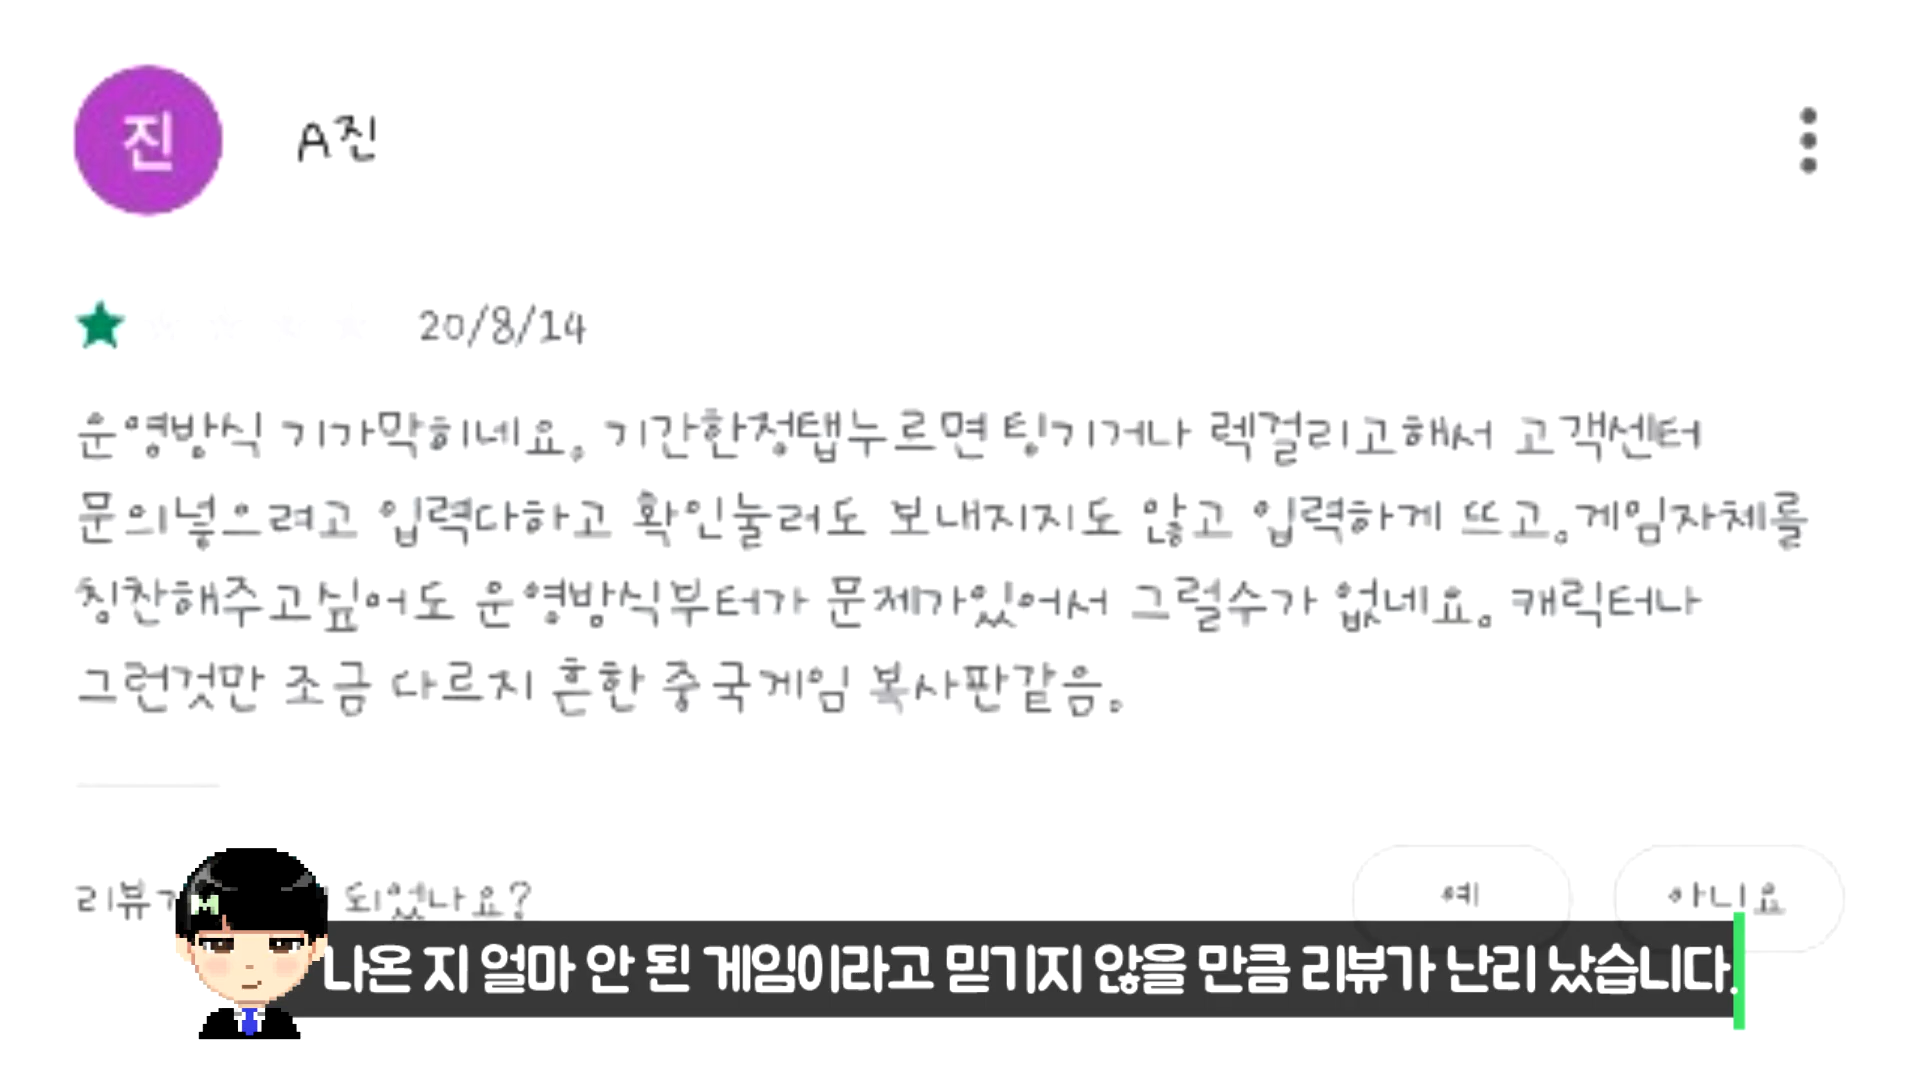 진
A진
20/8/14
운영방식 기가막히네요. 기간한정탭누르면 팅기거나 렉걸리고해서 고객센터
문의넣으려고 입력다하고 확인눌러도 보내지지도 않고 입력하게 뜨고.게임자체를
칭찬해주고싶어도 운영방식부터가 문제가있어서 그럴수가 없네요. 캐릭터나
그런것만 조금 다르지 흔한 중국게임 복사판같음.
리뷰 되었나요?
예
아니요
M
나온 지 얼마 안 된 게임이라고 믿기지 않을 만큼 리뷰가 난리 났습니다.